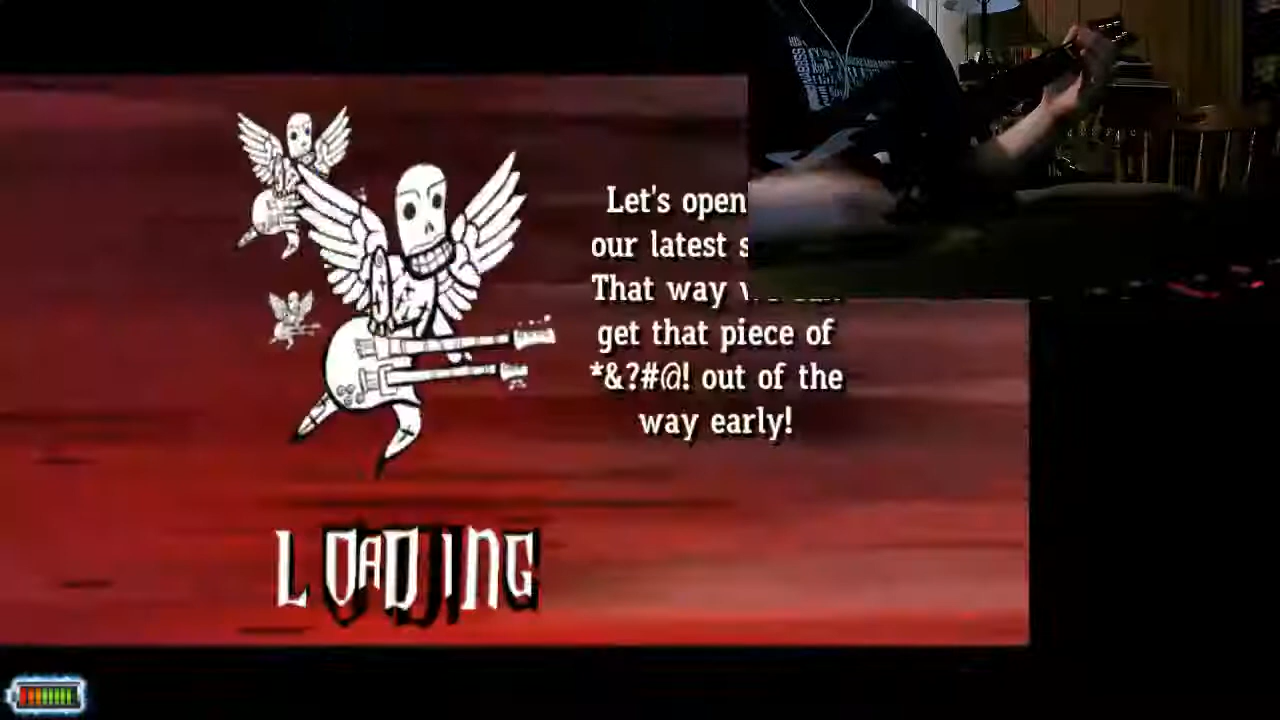 Let's open
our latest s
That way
get that piece of
*&?#@! out of the
way early!
LOADING